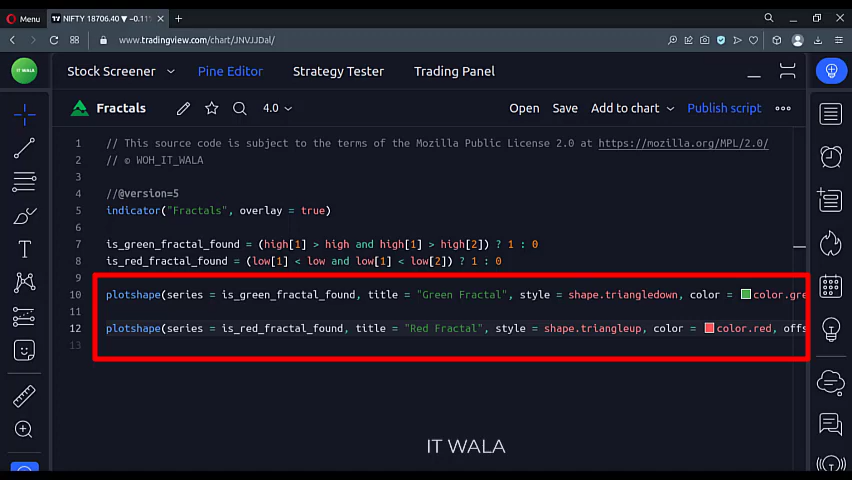 Menu
NIFTY 18706.40 ▼ −0.11
www.tradingview.com/chart/JNVJJDal/
IT WALA
Stock Screener
Pine Editor
Strategy Tester
Trading Panel
Fractals
4.0
Open
Save
Add to chart
Publish script
1 // This source code is subject to the terms of the Mozilla Public License 2.0 at https://mozilla.org/MPL/2.0/
2 // © WOH_IT_WALA
3
4 //@version=5
5 indicator("Fractals", overlay = true)
6
7 is_green_fractal_found = (high[1] > high and high[1] > high[2]) ? 1 : 0
8 is_red_fractal_found = (low[1] < low and low[1] < low[2]) ? 1 : 0
9
10 plotshape(series = is_green_fractal_found, title = "Green Fractal", style = shape.triangledown, color = color.gre
11
12 plotshape(series = is_red_fractal_found, title = "Red Fractal", style = shape.triangleup, color = color.red, offs
13
IT WALA